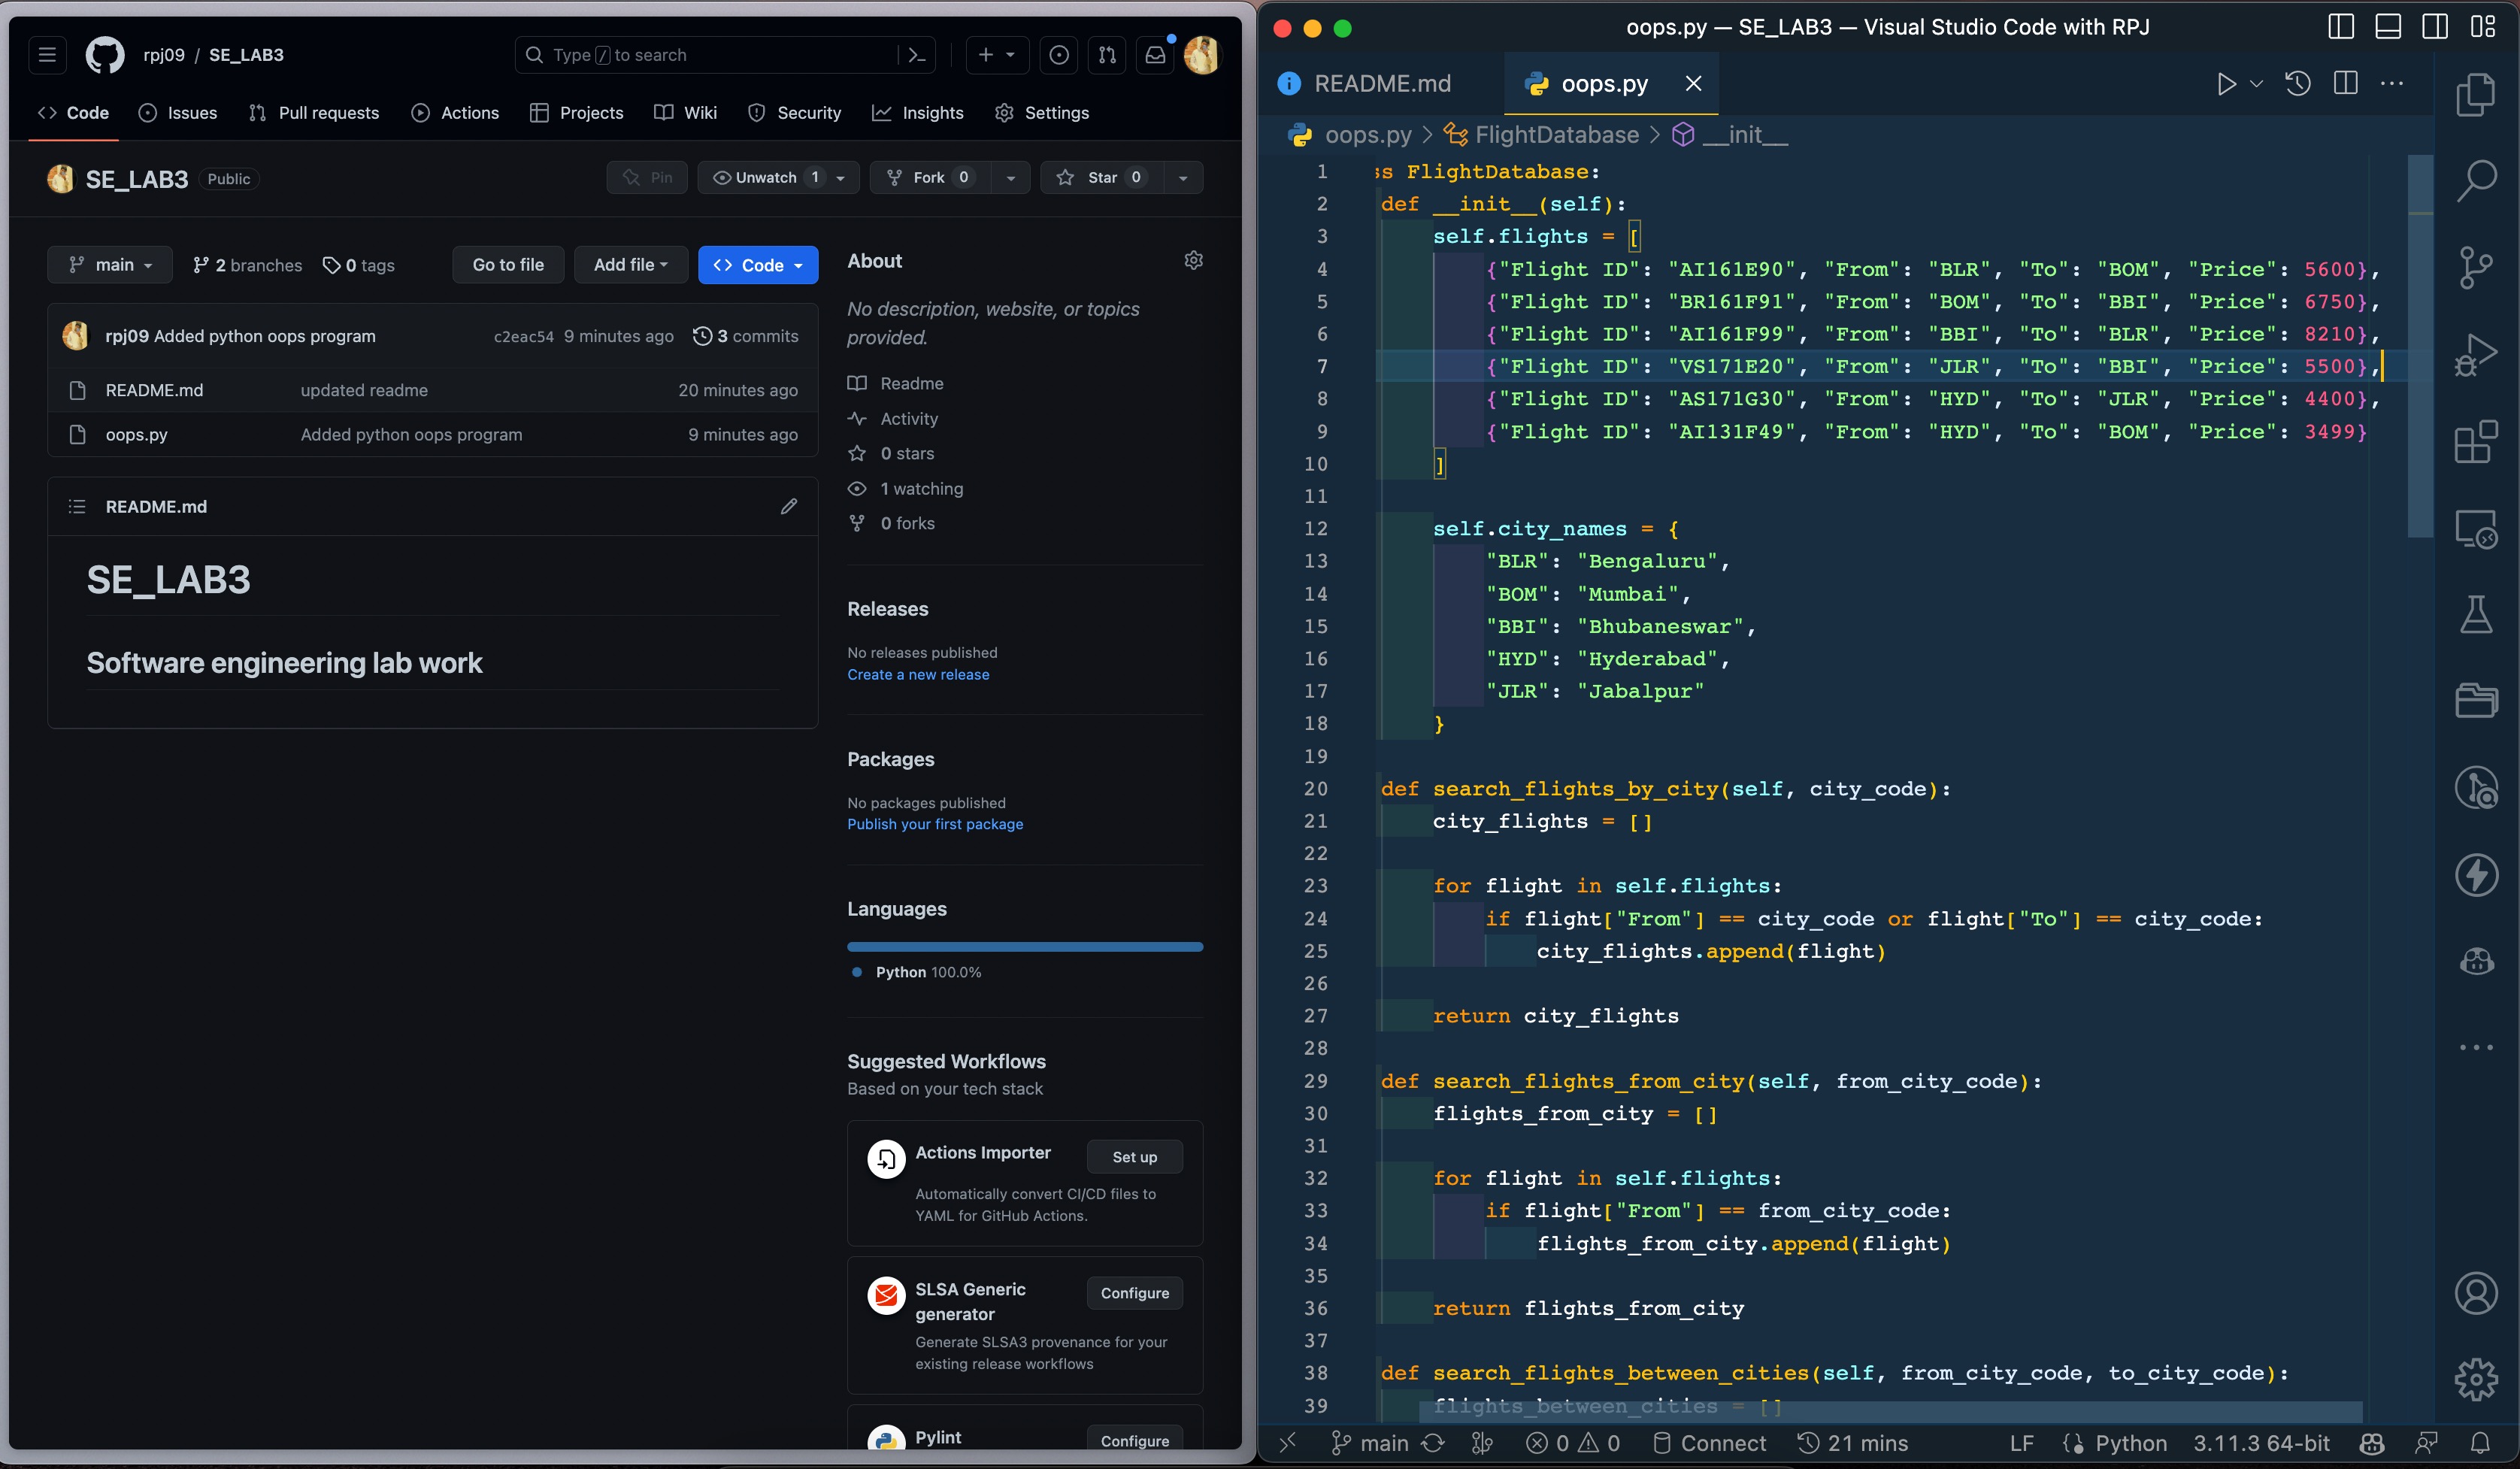 rpj09 / SE_LAB3
Type / to search
Code Issues Pull requests Actions Projects Wiki Security Insights Settings
SE_LAB3 Public
Pin Unwatch 1 Fork 0 Star 0
main 2 branches 0 tags Go to file Add file Code
rpj09 Added python oops program c2eac54 9 minutes ago 3 commits
README.md updated readme 20 minutes ago
oops.py Added python oops program 9 minutes ago
README.md
SE_LAB3
Software engineering lab work
About
No description, website, or topics
provided.
Readme
Activity
0 stars
1 watching
0 forks
Releases
No releases published
Create a new release
Packages
No packages published
Publish your first package
Languages
Python 100.0%
Suggested Workflows
Based on your tech stack
Actions Importer Set up
Automatically convert CI/CD files to
YAML for GitHub Actions.
SLSA Generic
generator
Configure
Generate SLSA3 provenance for your
existing release workflows
Pylint Configure
oops.py — SE_LAB3 — Visual Studio Code with RPJ
README.md oops.py
oops.py > FlightDatabase > __init__
1 ss FlightDatabase:
2 def __init__(self):
3 self.flights = [
4 {"Flight ID": "AI161E90", "From": "BLR", "To": "BOM", "Price": 5600},
5 {"Flight ID": "BR161F91", "From": "BOM", "To": "BBI", "Price": 6750},
6 {"Flight ID": "AI161F99", "From": "BBI", "To": "BLR", "Price": 8210},
7 {"Flight ID": "VS171E20", "From": "JLR", "To": "BBI", "Price": 5500},
8 {"Flight ID": "AS171G30", "From": "HYD", "To": "JLR", "Price": 4400},
9 {"Flight ID": "AI131F49", "From": "HYD", "To": "BOM", "Price": 3499}
10 ]
11
12 self.city_names = {
13 "BLR": "Bengaluru",
14 "BOM": "Mumbai",
15 "BBI": "Bhubaneswar",
16 "HYD": "Hyderabad",
17 "JLR": "Jabalpur"
18 }
19
20 def search_flights_by_city(self, city_code):
21 city_flights = []
22
23 for flight in self.flights:
24 if flight["From"] == city_code or flight["To"] == city_code:
25 city_flights.append(flight)
26
27 return city_flights
28
29 def search_flights_from_city(self, from_city_code):
30 flights_from_city = []
31
32 for flight in self.flights:
33 if flight["From"] == from_city_code:
34 flights_from_city.append(flight)
35
36 return flights_from_city
37
38 def search_flights_between_cities(self, from_city_code, to_city_code):
39 flights_between_cities = []
main 0 0 Connect 21 mins LF Python 3.11.3 64-bit